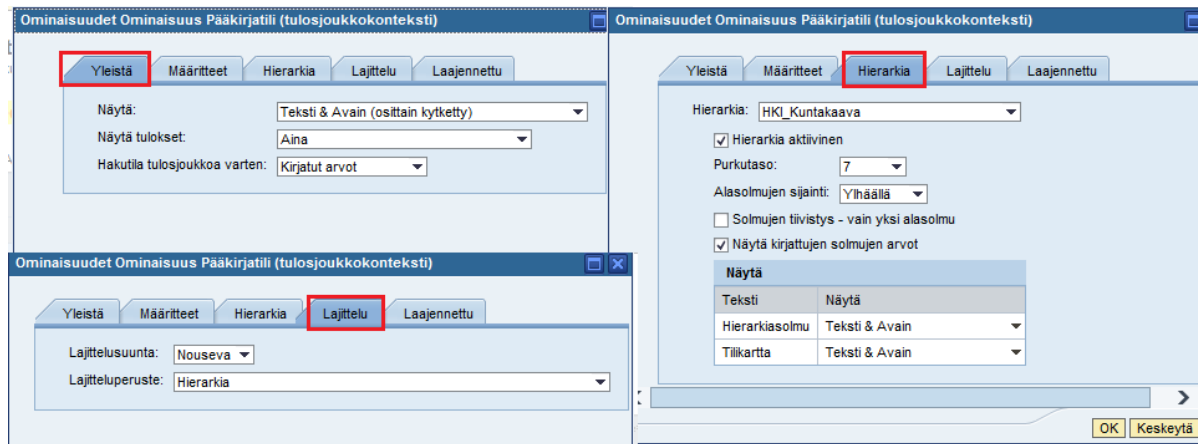 Ominaisuudet Ominaisuus Pääkirjatili (tulosjoukkokonteksti)
Yleistä Määritteet Hierarkia Lajittelu Laajennettu
Näytä: Teksti & Avain (osittain kytketty)
Näytä tulokset: Aina
Hakutila tulosjoukkoa varten: Kirjatut arvot
Ominaisuudet Ominaisuus Pääkirjatili (tulosjoukkokonteksti)
Yleistä Määritteet Hierarkia Lajittelu Laajennettu
Hierarkia: HKI_Kuntakaava
Hierarkia aktiivinen
Purkutaso: 7
Alasolmujen sijainti: Ylhäällä
Solmujen tiivistys - vain yksi alasolmu
Näytä kirjattujen solmujen arvot
Näytä
Teksti Näytä
Hierarkiasolmu Teksti & Avain
Tilikartta Teksti & Avain
OK Keskeytä
Ominaisuudet Ominaisuus Pääkirjatili (tulosjoukkokonteksti)
Yleistä Määritteet Hierarkia Lajittelu Laajennettu
Lajittelusuunta: Nouseva
Lajitteluperuste: Hierarkia